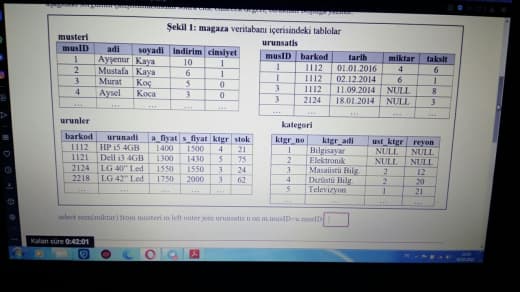 Şekil 1: magaza veritabanı içerisindeki tablolar
musteri
musID adi soyadi indirim cinsiyet
1 Ayşenur Kaya 10 1
2 Mustafa Kaya 6 1
3 Murat Koç 5 0
4 Aysel Koca 3 0
... ... ... ... ...
urunsatis
musID barkod tarih miktar taksit
1 1112 01.01.2016 4 6
1 1112 02.12.2014 6 1
3 1112 11.09.2014 NULL 8
3 2124 18.01.2014 NULL 3
... ... ... ... ...
urunler
barkod urunadi a_fiyat s_fiyat ktgr stok
1112 HP i5 4GB 1400 1500 4 21
1121 Dell i3 4GB 1300 1430 5 75
2124 LG 40" Led 1550 1550 3 24
2218 LG 42" Led 1750 2000 3 62
... ... ... ... ... ...
kategori
ktgr_no ktgr_adi ust_ktgr reyon
1 Bilgisayar NULL NULL
2 Elektronik NULL NULL
3 Masaüstü Bilg. 2 12
4 Dizüstü Bilg. 2 20
5 Televizyon 1 21
... ... ... ...
select sum(miktar) from musteri m left outer join urunsatis u on m.musID=u.musID
Kalan süre 0:42:01